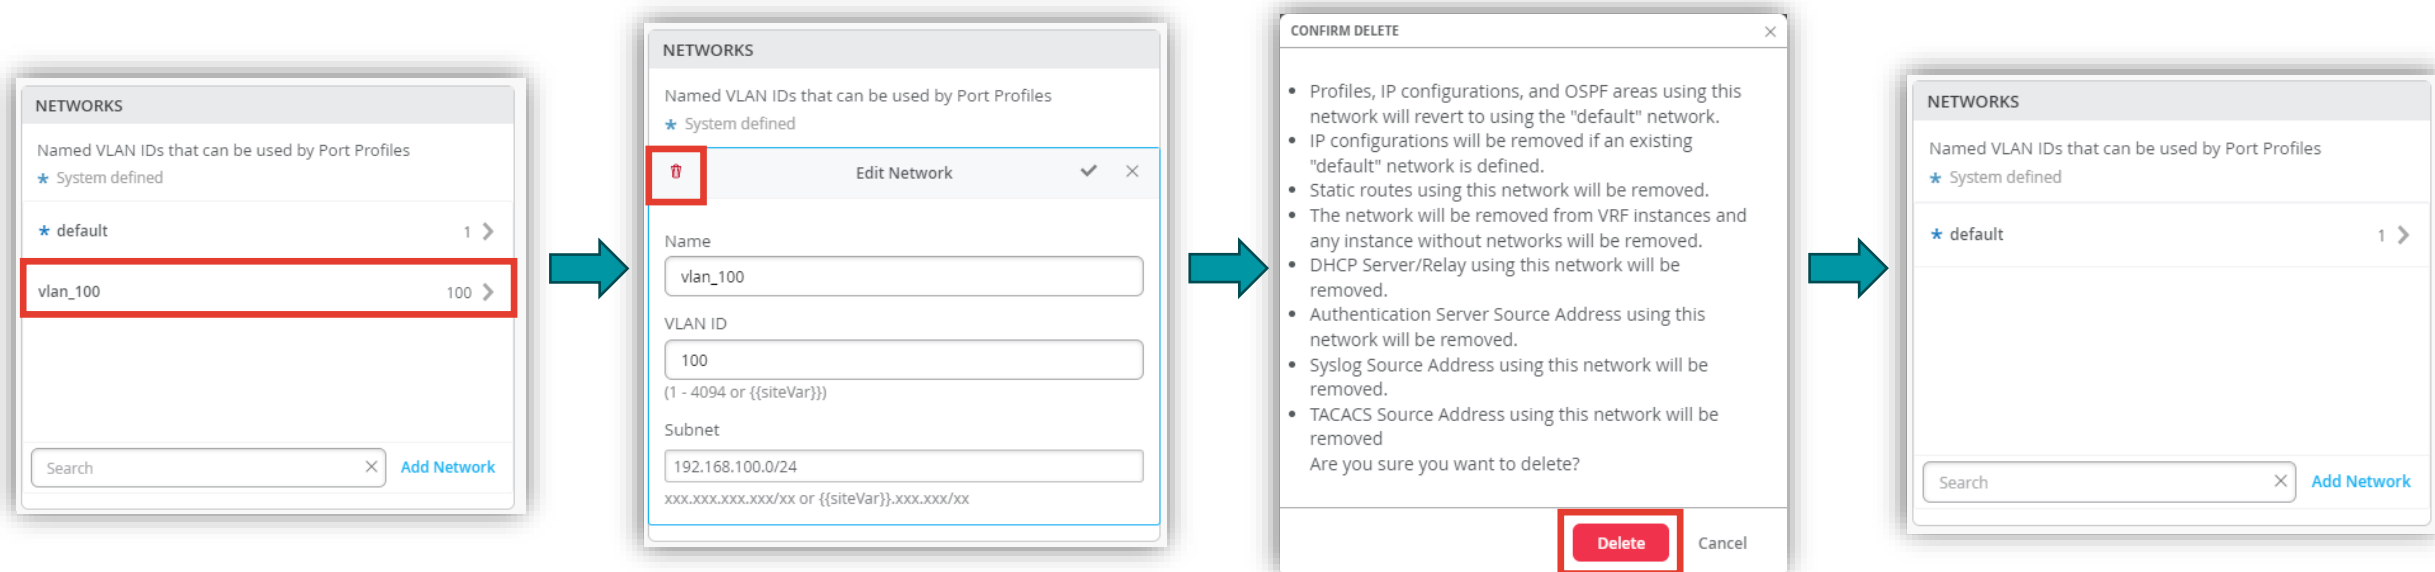 NETWORKS
Named VLAN IDs that can be used by Port Profiles
* System defined
* default 1
vlan_100 100
Search Add Network
NETWORKS
Named VLAN IDs that can be used by Port Profiles
* System defined
Edit Network
Name
vlan_100
VLAN ID
100
(1 - 4094 or {{siteVar}})
Subnet
192.168.100.0/24
xxx.xxx.xxx.xxx/xx or {{siteVar}}.xxx.xxx/xx
CONFIRM DELETE
• Profiles, IP configurations, and OSPF areas using this
network will revert to using the "default" network.
• IP configurations will be removed if an existing
"default" network is defined.
• Static routes using this network will be removed.
• The network will be removed from VRF instances and
any instance without networks will be removed.
• DHCP Server/Relay using this network will be
removed.
• Authentication Server Source Address using this
network will be removed.
• Syslog Source Address using this network will be
removed.
• TACACS Source Address using this network will be
removed
Are you sure you want to delete?
Delete Cancel
NETWORKS
Named VLAN IDs that can be used by Port Profiles
* System defined
* default 1
Search Add Network